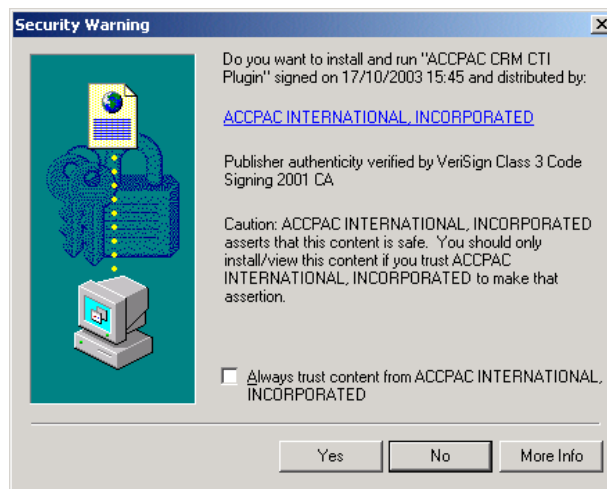 Security Warning
Do you want to install and run "ACCPAC CRM CTI
Plugin" signed on 17/10/2003 15:45 and distributed by:
ACCPAC INTERNATIONAL, INCORPORATED
Publisher authenticity verified by VeriSign Class 3 Code
Signing 2001 CA
Caution: ACCPAC INTERNATIONAL, INCORPORATED
asserts that this content is safe. You should only
install/view this content if you trust ACCPAC
INTERNATIONAL, INCORPORATED to make that
assertion.
Always trust content from ACCPAC INTERNATIONAL,
INCORPORATED
Yes No More Info